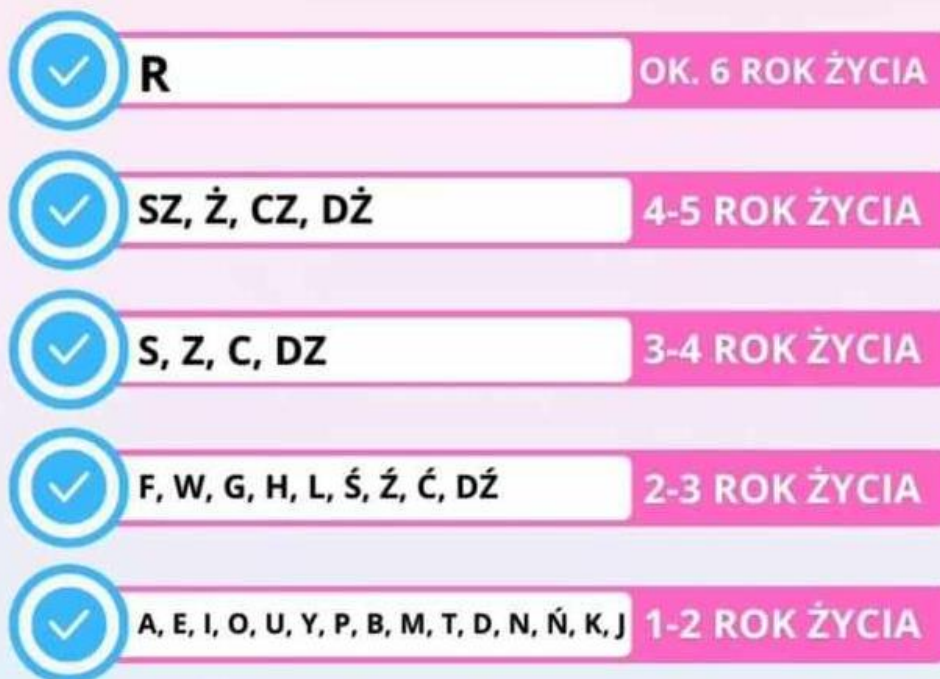 R OK. 6 ROK ŻYCIA
SZ, Ż, CZ, DŻ 4-5 ROK ŻYCIA
S, Z, C, DZ 3-4 ROK ŻYCIA
F, W, G, H, L, Ś, Ź, Ć, DŹ 2-3 ROK ŻYCIA
A, E, I, O, U, Y, P, B, M, T, D, N, Ń, K, J 1-2 ROK ŻYCIA